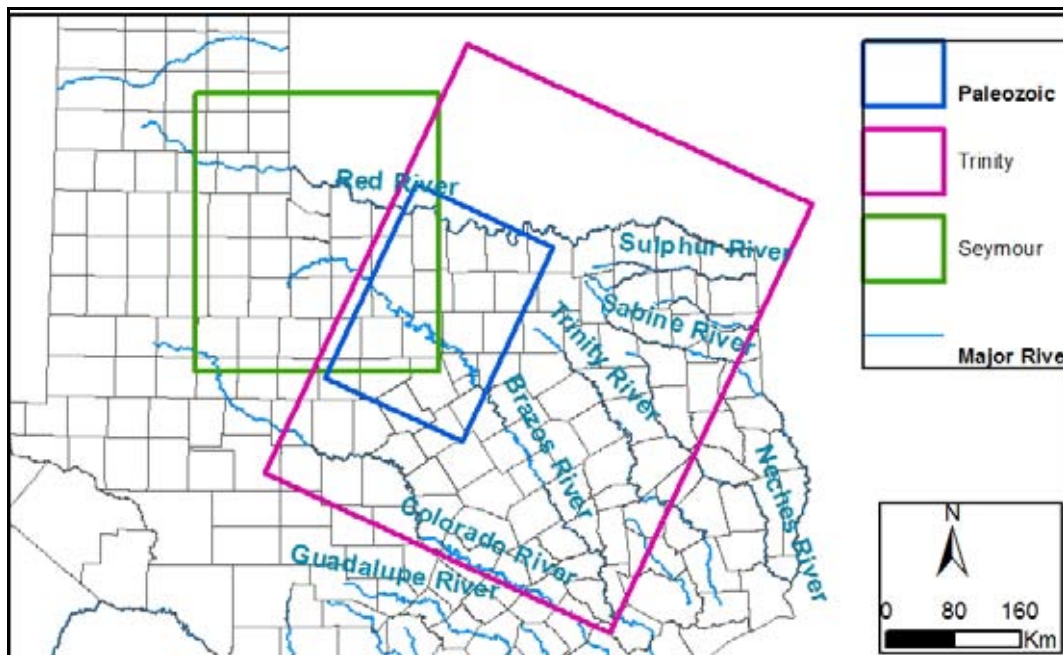 Paleozoic
Trinity
Seymour
Major Rive
Red River
Sulphur River
Sabine River
Trinity River
Brazos River
Neches River
Colorado River
Guadalupe River
N
0 80 160
Km